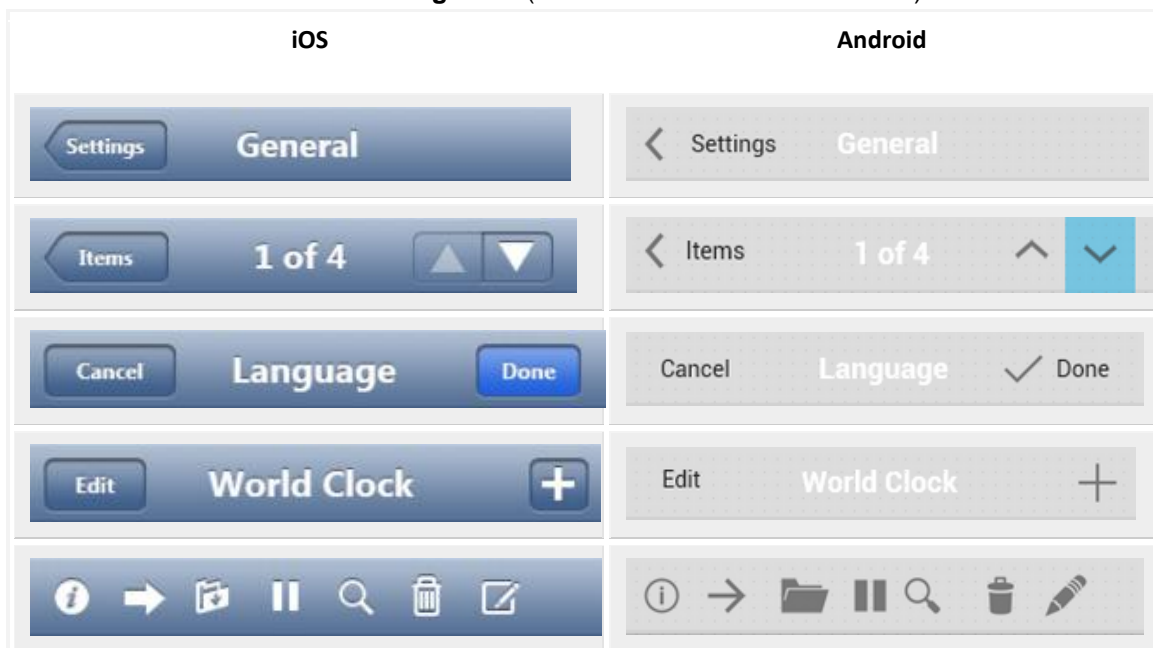 iOS Android
Settings General Settings General
Items 1 of 4 Items 1 of 4
Cancel Language Done Cancel Language Done
Edit World Clock Edit World Clock